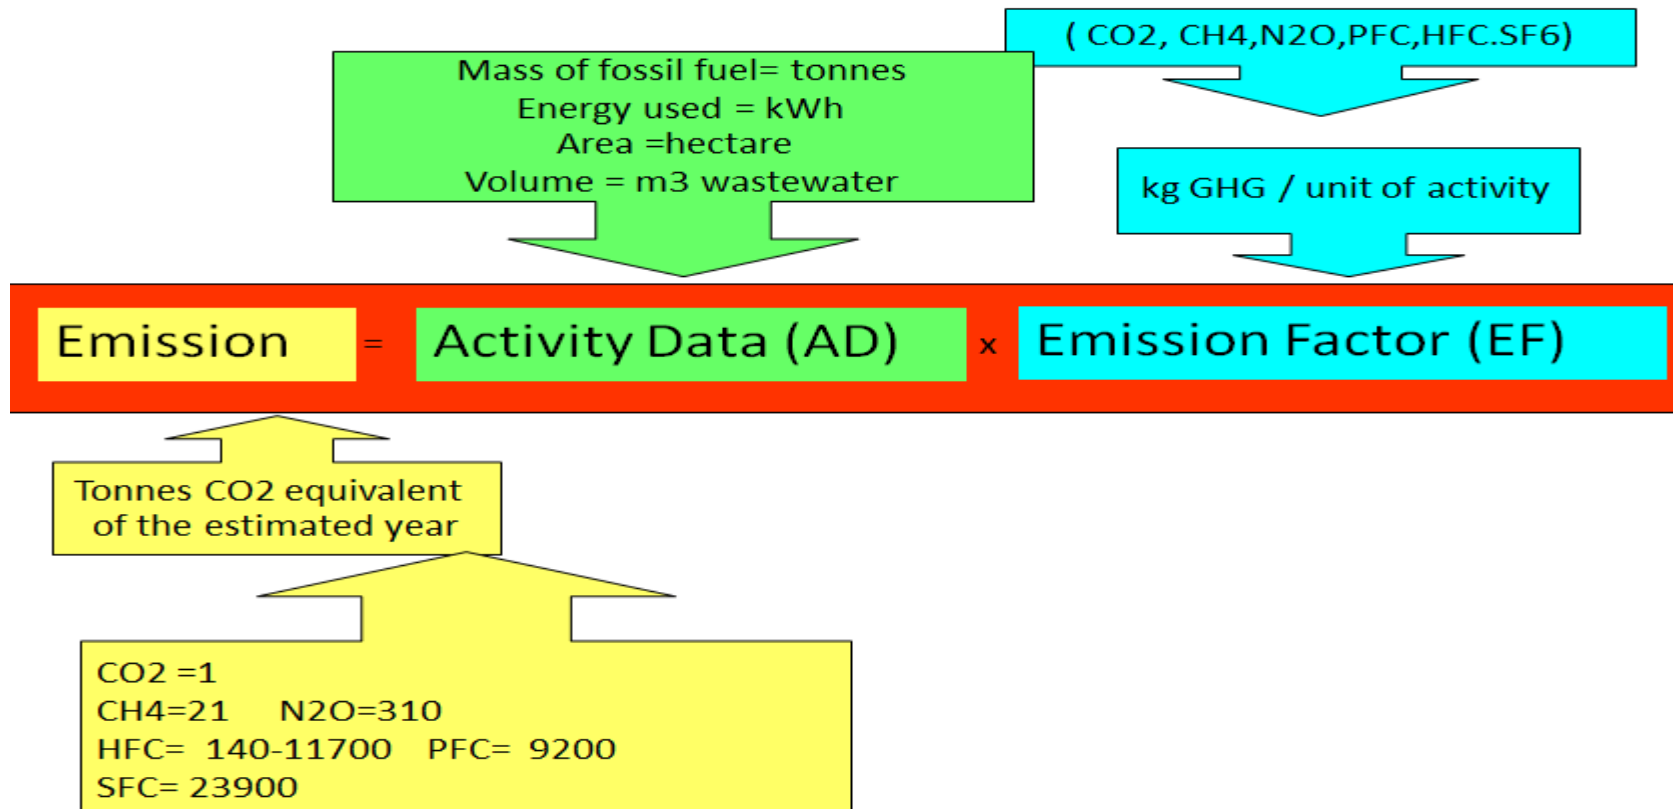 ( CO2, CH4,N2O,PFC,HFC.SF6)
Mass of fossil fuel= tonnes
Energy used = kWh
Area =hectare
Volume = m3 wastewater
kg GHG / unit of activity
Emission = Activity Data (AD) x Emission Factor (EF)
Tonnes CO2 equivalent
of the estimated year
CO2 =1
CH4=21 N2O=310
HFC= 140-11700 PFC= 9200
SFC= 23900